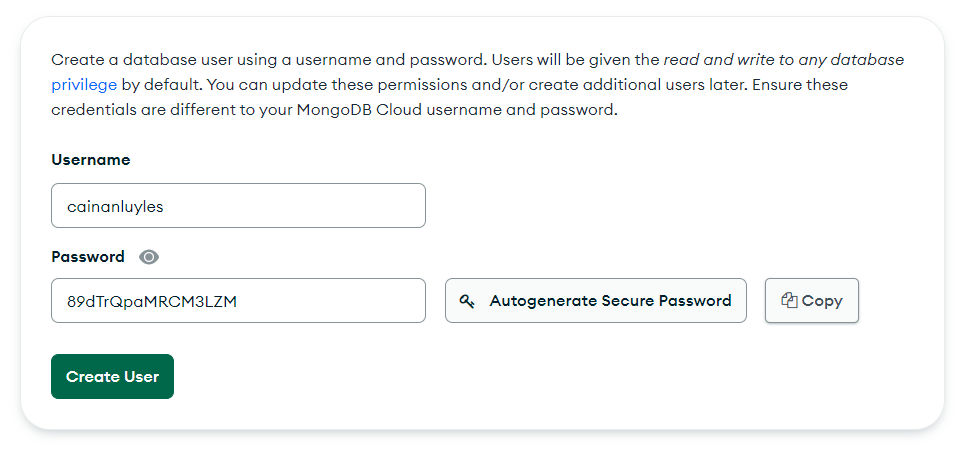 Create a database user using a username and password. Users will be given the read and write to any database
privilege by default. You can update these permissions and/or create additional users later. Ensure these
credentials are different to your MongoDB Cloud username and password.
Username
cainanluyles
Password
89dTrQpaMRCM3LZM
Autogenerate Secure Password
Copy
Create User